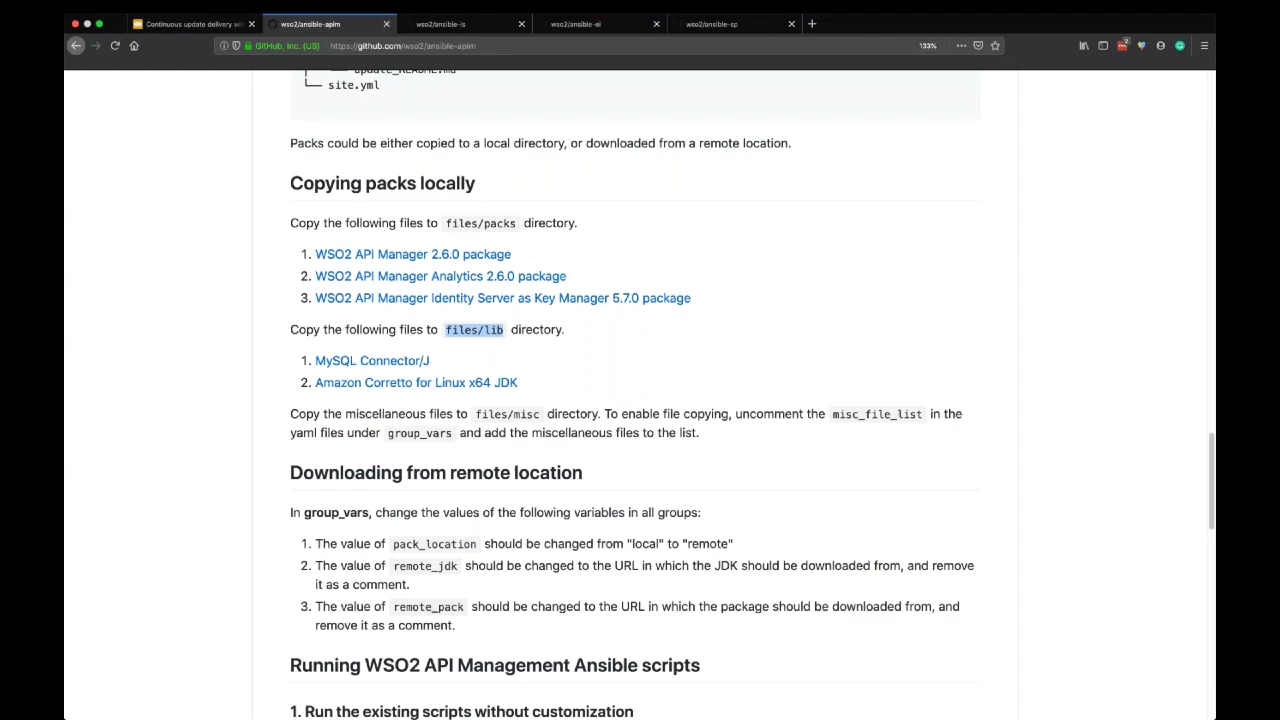 Continuous update delivery wi
wso2/ansible-apim
wso2/ansible-is
wso2/ansible-ei
wso2/ansible-sp
GitHub, Inc. (US)
https://github.com/wso2/ansible-apim
133%
update_README.md
└── site.yml
Packs could be either copied to a local directory, or downloaded from a remote location.
Copying packs locally
Copy the following files to files/packs directory.
1. WSO2 API Manager 2.6.0 package
2. WSO2 API Manager Analytics 2.6.0 package
3. WSO2 API Manager Identity Server as Key Manager 5.7.0 package
Copy the following files to files/lib directory.
1. MySQL Connector/J
2. Amazon Corretto for Linux x64 JDK
Copy the miscellaneous files to files/misc directory. To enable file copying, uncomment the misc_file_list in the
yaml files under group_vars and add the miscellaneous files to the list.
Downloading from remote location
In group_vars, change the values of the following variables in all groups:
1. The value of pack_location should be changed from "local" to "remote"
2. The value of remote_jdk should be changed to the URL in which the JDK should be downloaded from, and remove
it as a comment.
3. The value of remote_pack should be changed to the URL in which the package should be downloaded from, and
remove it as a comment.
Running WSO2 API Management Ansible scripts
1. Run the existing scripts without customization